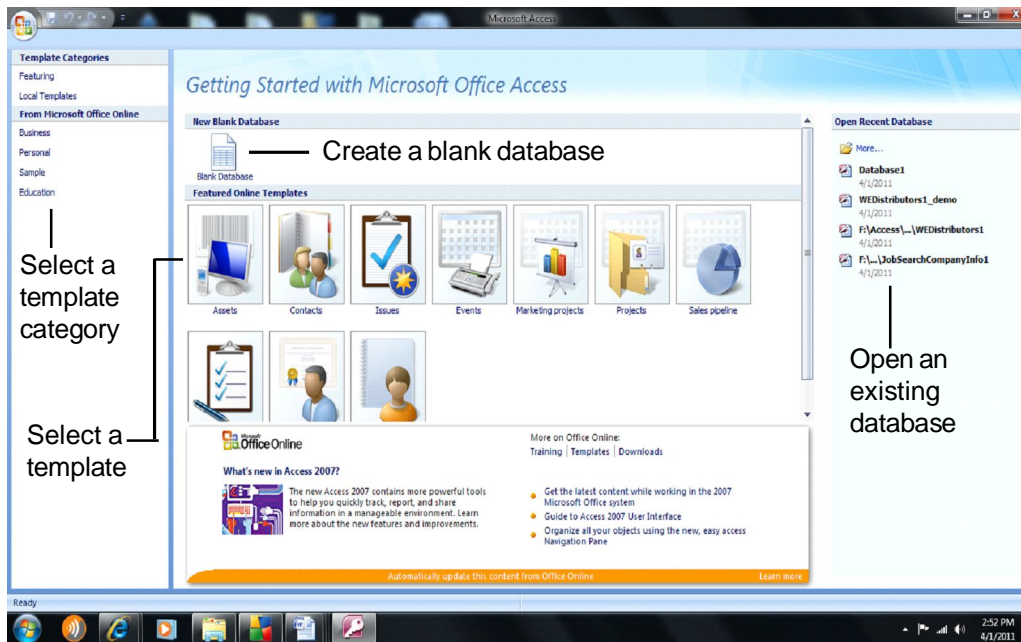 Microsoft Access
Template Categories
Featuring
Local Templates
From Microsoft Office Online
Business
Personal
Sample
Education
Select a
template
category
Select a
template
Getting Started with Microsoft Office Access
New Blank Database
Blank Database
Create a blank database
Featured Online Templates
Assets
Contacts
Issues
Events
Marketing projects
Projects
Sales pipeline
Microsoft
Office Online
What's new in Access 2007?
The new Access 2007 contains more powerful tools
to help you quickly track, report, and share
information in a manageable environment. Learn
more about the new features and improvements.
More on Office Online:
Training | Templates | Downloads
Get the latest content while working in the 2007
Microsoft Office system
Guide to Access 2007 User Interface
Organize all your objects using the new, easy access
Navigation Pane
Automatically update this content from Office Online
Learn more
Open Recent Database
More...
Database1
4/1/2011
WEDistributors1_demo
4/1/2011
F:\Access\...\WEDistributors1
4/1/2011
F:\...\JobSearchCompanyInfo1
4/1/2011
Open an
existing
database
Ready
2:52 PM
4/1/2011